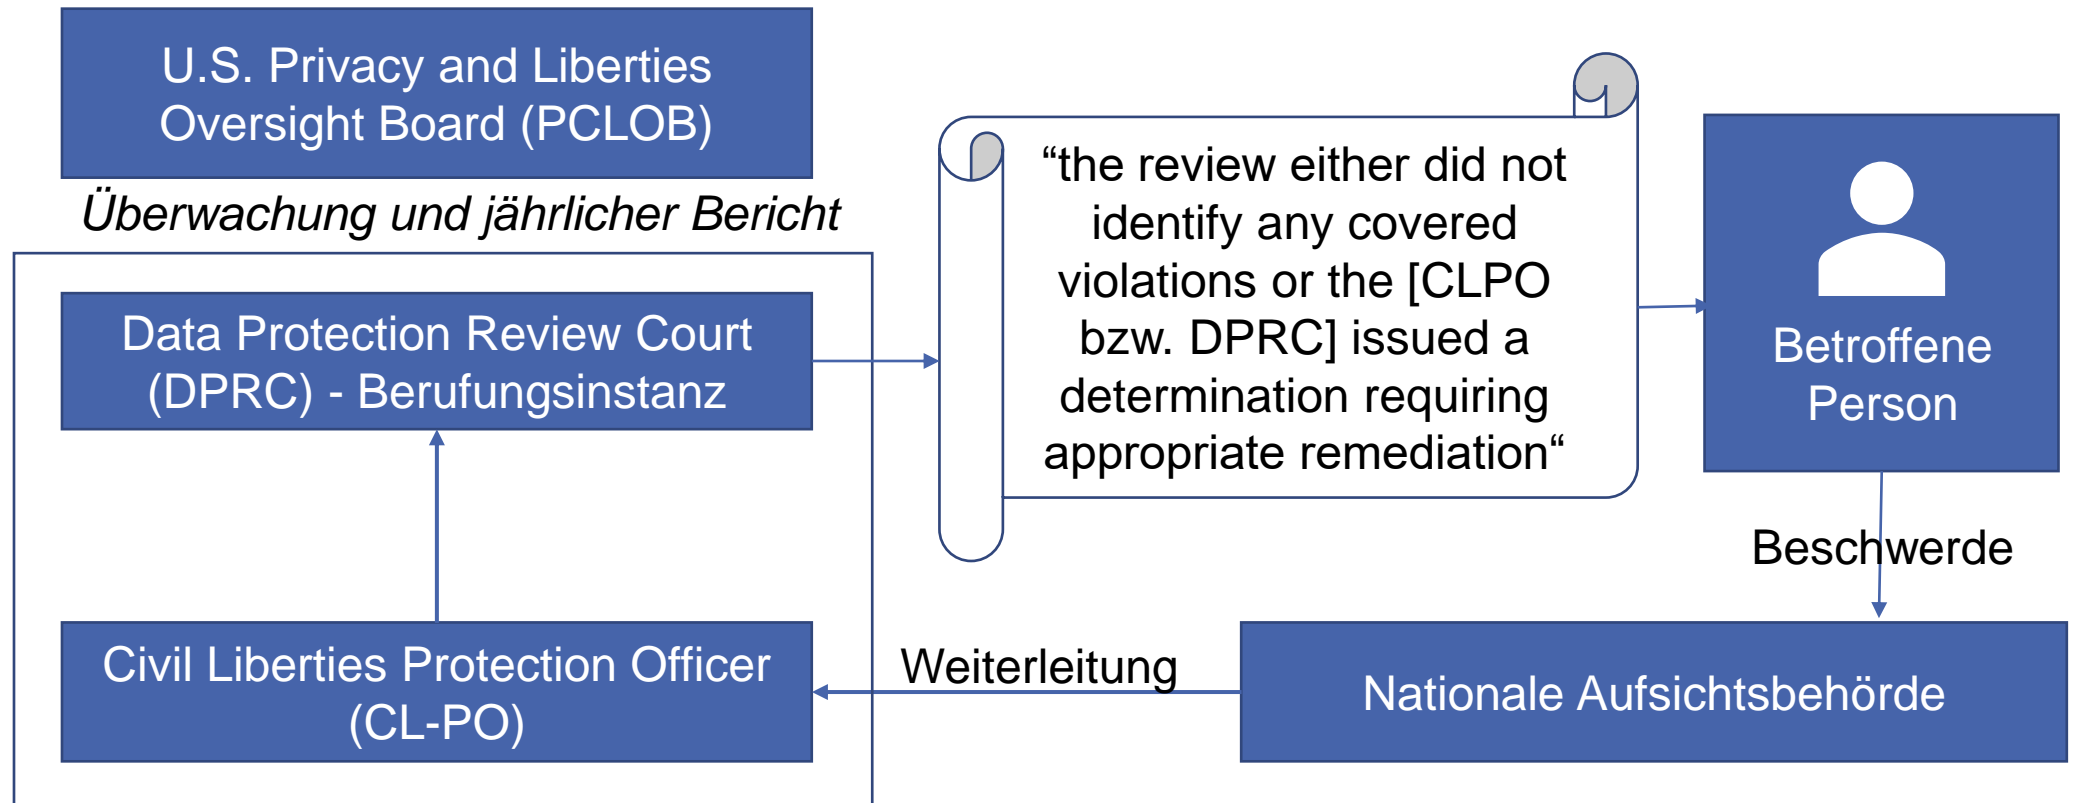 U.S. Privacy and Liberties
Oversight Board (PCLOB)
Überwachung und jährlicher Bericht
Data Protection Review Court
(DPRC) - Berufungsinstanz
Civil Liberties Protection Officer
(CL-PO)
“the review either did not
identify any covered
violations or the [CLPO
bzw. DPRC] issued a
determination requiring
appropriate remediation“
Betroffene
Person
Beschwerde
Weiterleitung
Nationale Aufsichtsbehörde